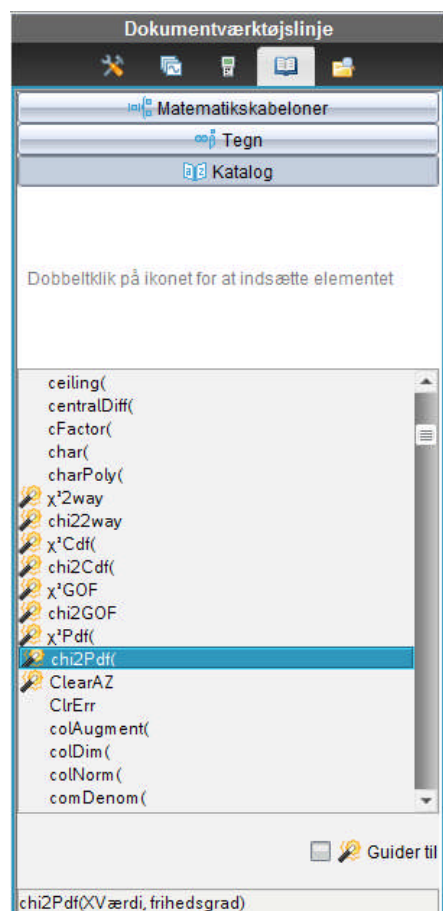 Dokumentværktøjslinje
Matematikskabeloner
Tegn
Katalog
Dobbeltklik på ikonet for at indsætte elementet
ceiling(
centralDiff(
cFactor(
char(
charPoly(
χ²2way
chi22way
χ²Cdf(
chi2Cdf(
χ²GOF
chi2GOF
χ²Pdf(
chi2Pdf(
ClearAZ
ClrErr
colAugment(
colDim(
colNorm(
comDenom(
Guider til
chi2Pdf(XVærdi, frihedsgrad)